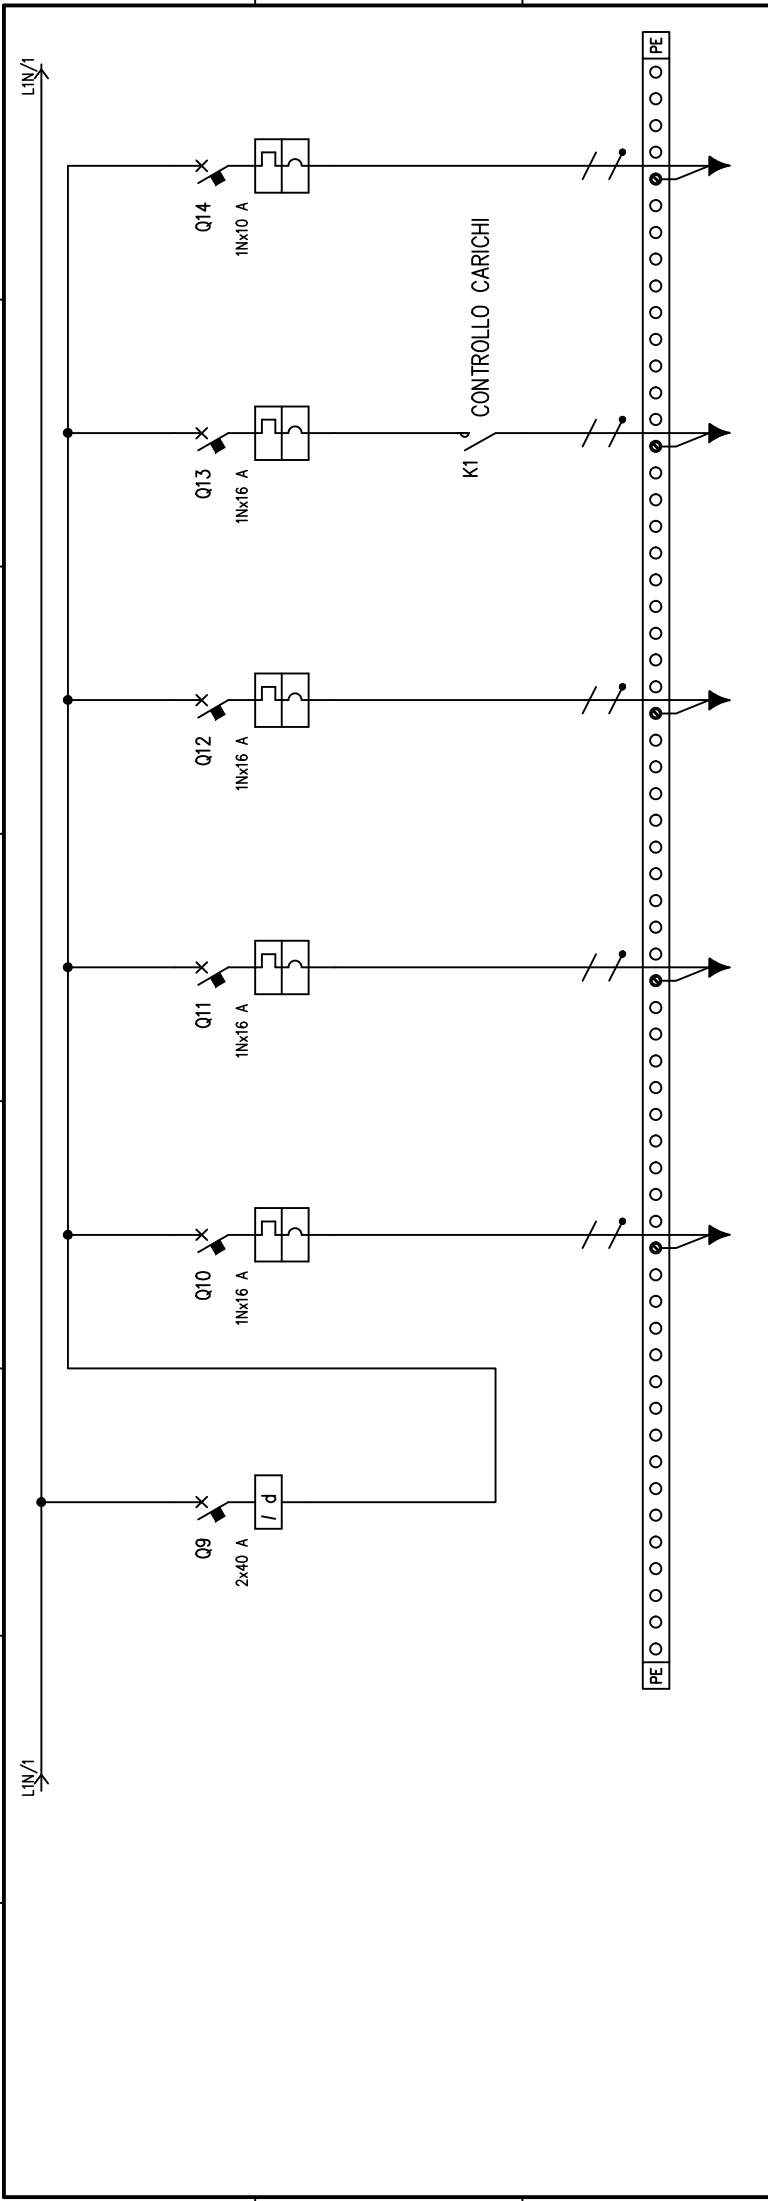 L1N/1
L1N/1
Q9
2x40 A
I d
Q10
1Nx16 A
Q11
1Nx16 A
Q12
1Nx16 A
Q13
1Nx16 A
Q14
1Nx10 A
K1
CONTROLLO CARICHI
PE
PE